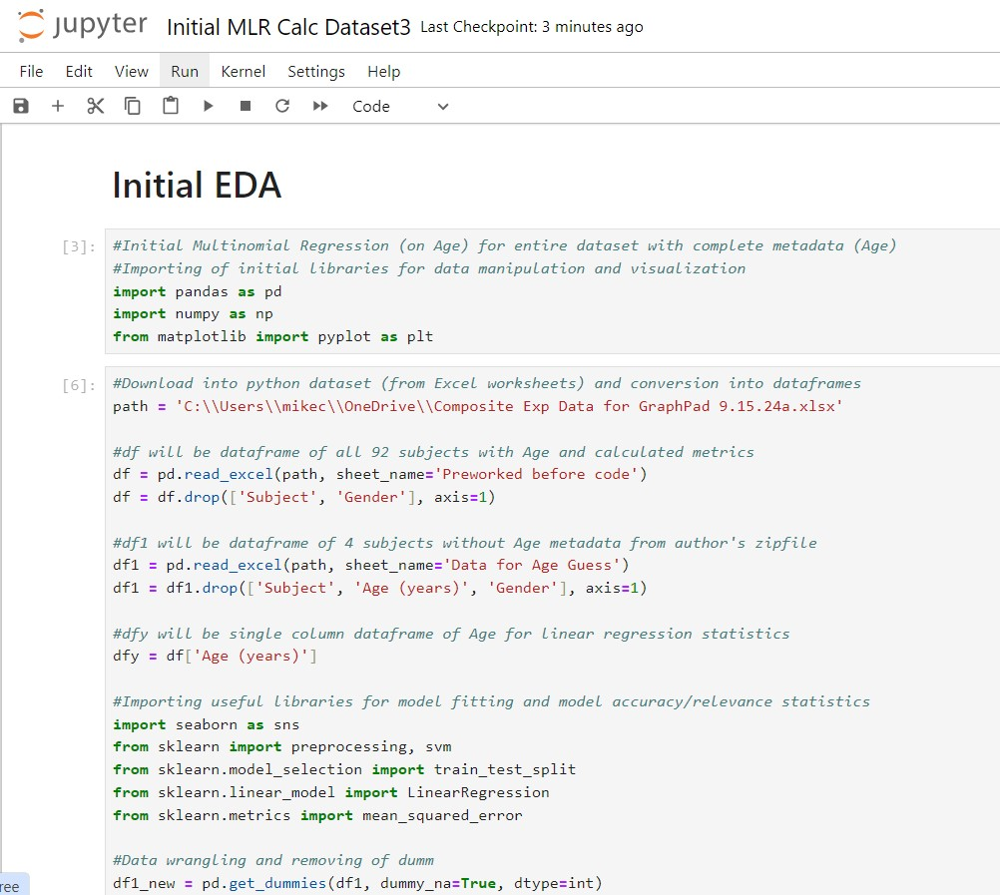 jupyter Initial MLR Calc Dataset3 Last Checkpoint: 3 minutes ago
File Edit View Run Kernel Settings Help
Code
Initial EDA
[3]: #Initial Multinomial Regression (on Age) for entire dataset with complete metadata (Age)
#Importing of initial libraries for data manipulation and visualization
import pandas as pd
import numpy as np
from matplotlib import pyplot as plt
[6]: #Download into python dataset (from Excel worksheets) and conversion into dataframes
path = 'C:\\Users\\mikec\\OneDrive\\Composite Exp Data for GraphPad 9.15.24a.xlsx'
#df will be dataframe of all 92 subjects with Age and calculated metrics
df = pd.read_excel(path, sheet_name='Preworked before code')
df = df.drop(['Subject', 'Gender'], axis=1)
#df1 will be dataframe of 4 subjects without Age metadata from author's zipfile
df1 = pd.read_excel(path, sheet_name='Data for Age Guess')
df1 = df1.drop(['Subject', 'Age (years)', 'Gender'], axis=1)
#dfy will be single column dataframe of Age for linear regression statistics
dfy = df['Age (years)']
#Importing useful libraries for model fitting and model accuracy/relevance statistics
import seaborn as sns
from sklearn import preprocessing, svm
from sklearn.model_selection import train_test_split
from sklearn.linear_model import LinearRegression
from sklearn.metrics import mean_squared_error
#Data wrangling and removing of dumm
df1_new = pd.get_dummies(df1, dummy_na=True, dtype=int)
ree